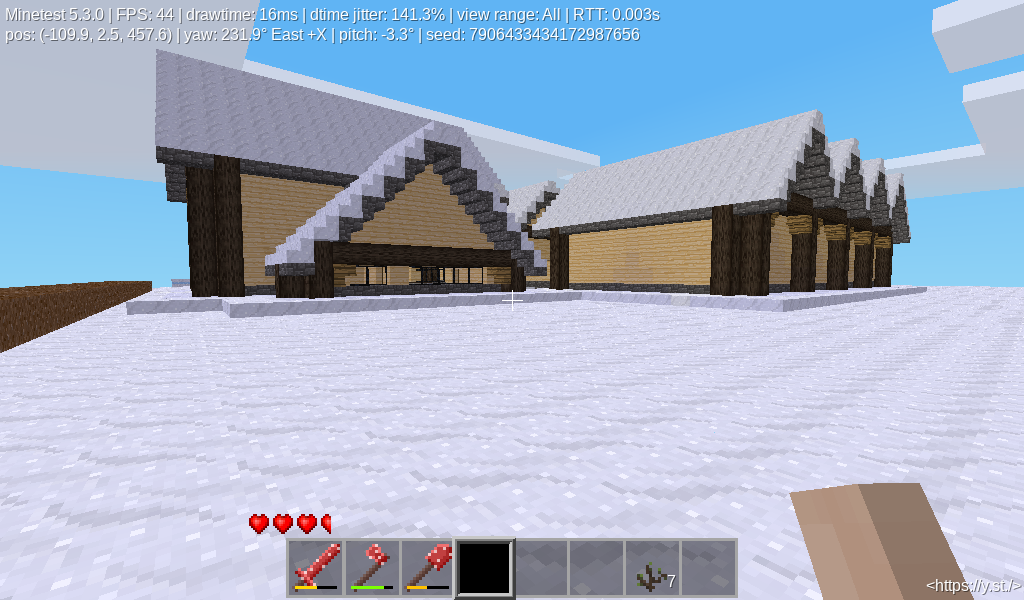 Minetest 5.3.0 | FPS: 44 | drawtime: 16ms | dtime jitter: 141.3% | view range: All | RTT: 0.003s
pos: (-109.9, 2.5, 457.6) | yaw: 231.9° East +X | pitch: -3.3° | seed: 7906433434172987656
7
<https://y.st./>